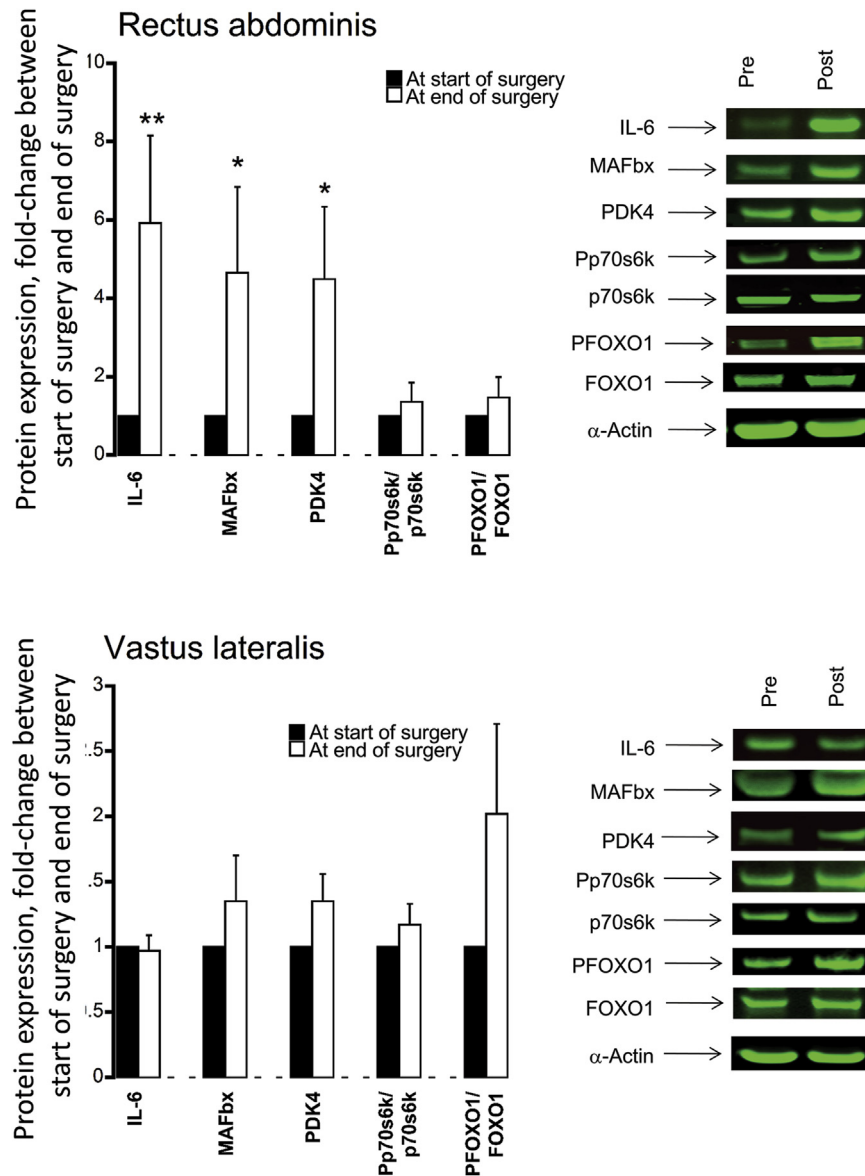 Rectus abdominis
Protein expression, fold-change between
start of surgery and end of surgery
10
8
6
4
2
0
At start of surgery
At end of surgery
**
*
*
IL-6
MAFbx
PDK4
Pp70s6k/
p70s6k
PFOXO1/
FOXO1
Pre
Post
IL-6
MAFbx
PDK4
Pp70s6k
p70s6k
PFOXO1
FOXO1
α-Actin
Vastus lateralis
Protein expression, fold-change between
start of surgery and end of surgery
3
.5
2
.5
1
.5
0
At start of surgery
At end of surgery
IL-6
MAFbx
PDK4
Pp70s6k/
p70s6k
PFOXO1/
FOXO1
Pre
Post
IL-6
MAFbx
PDK4
Pp70s6k
p70s6k
PFOXO1
FOXO1
α-Actin